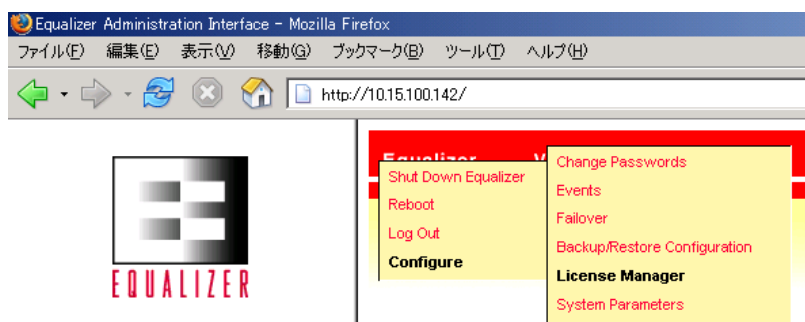 Equalizer Administration Interface - Mozilla Firefox
ファイル(F) 編集(E) 表示(V) 移動(G) ブックマーク(B) ツール(T) ヘルプ(H)
http://10.15.100.142/
EQUALIZER
Equalizer
Shut Down Equalizer
Reboot
Log Out
Configure
Change Passwords
Events
Failover
Backup/Restore Configuration
License Manager
System Parameters